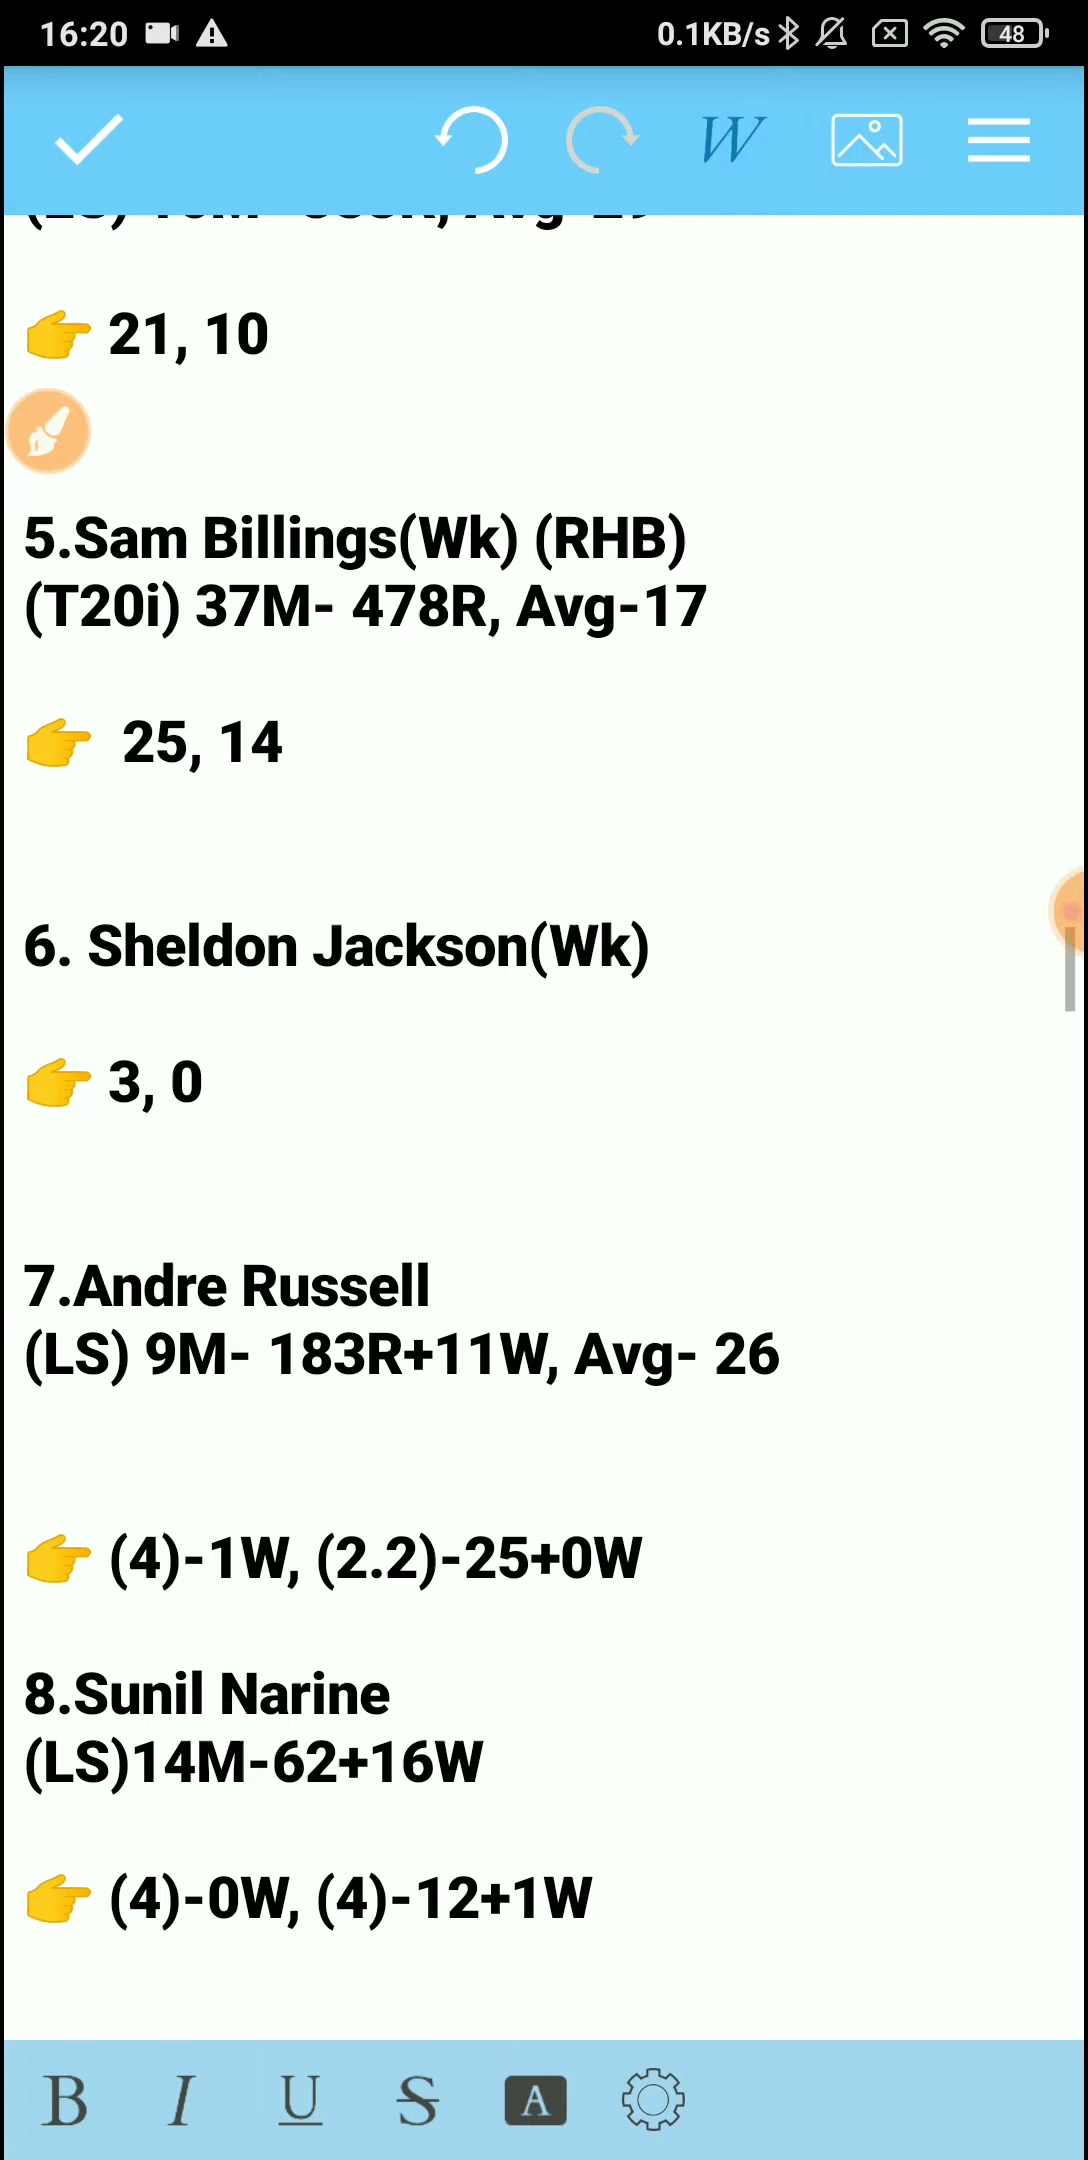 16:20
0.1KB/s
48
W
👉 21, 10
5.Sam Billings(Wk) (RHB)
(T20i) 37M- 478R, Avg-17
👉 25, 14
6. Sheldon Jackson(Wk)
👉 3, 0
7.Andre Russell
(LS) 9M- 183R+11W, Avg- 26
👉 (4)-1W, (2.2)-25+0W
8.Sunil Narine
(LS)14M-62+16W
👉 (4)-0W, (4)-12+1W
B I U S A